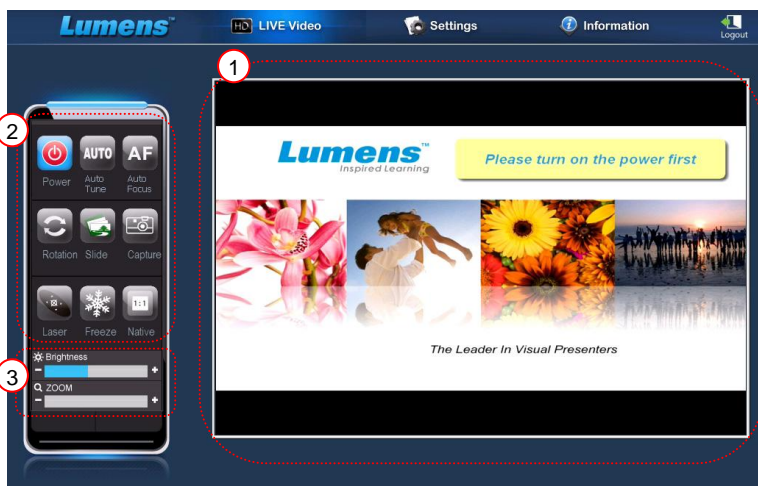 Lumens™
HD LIVE Video
Settings
Information
Logout
1
2
AUTO AF
Power Auto Tune Auto Focus
Rotation Slide Capture
1:1
Laser Freeze Native
3
Brightness
- +
ZOOM
- +
Lumens™
Inspired Learning
Please turn on the power first
The Leader In Visual Presenters